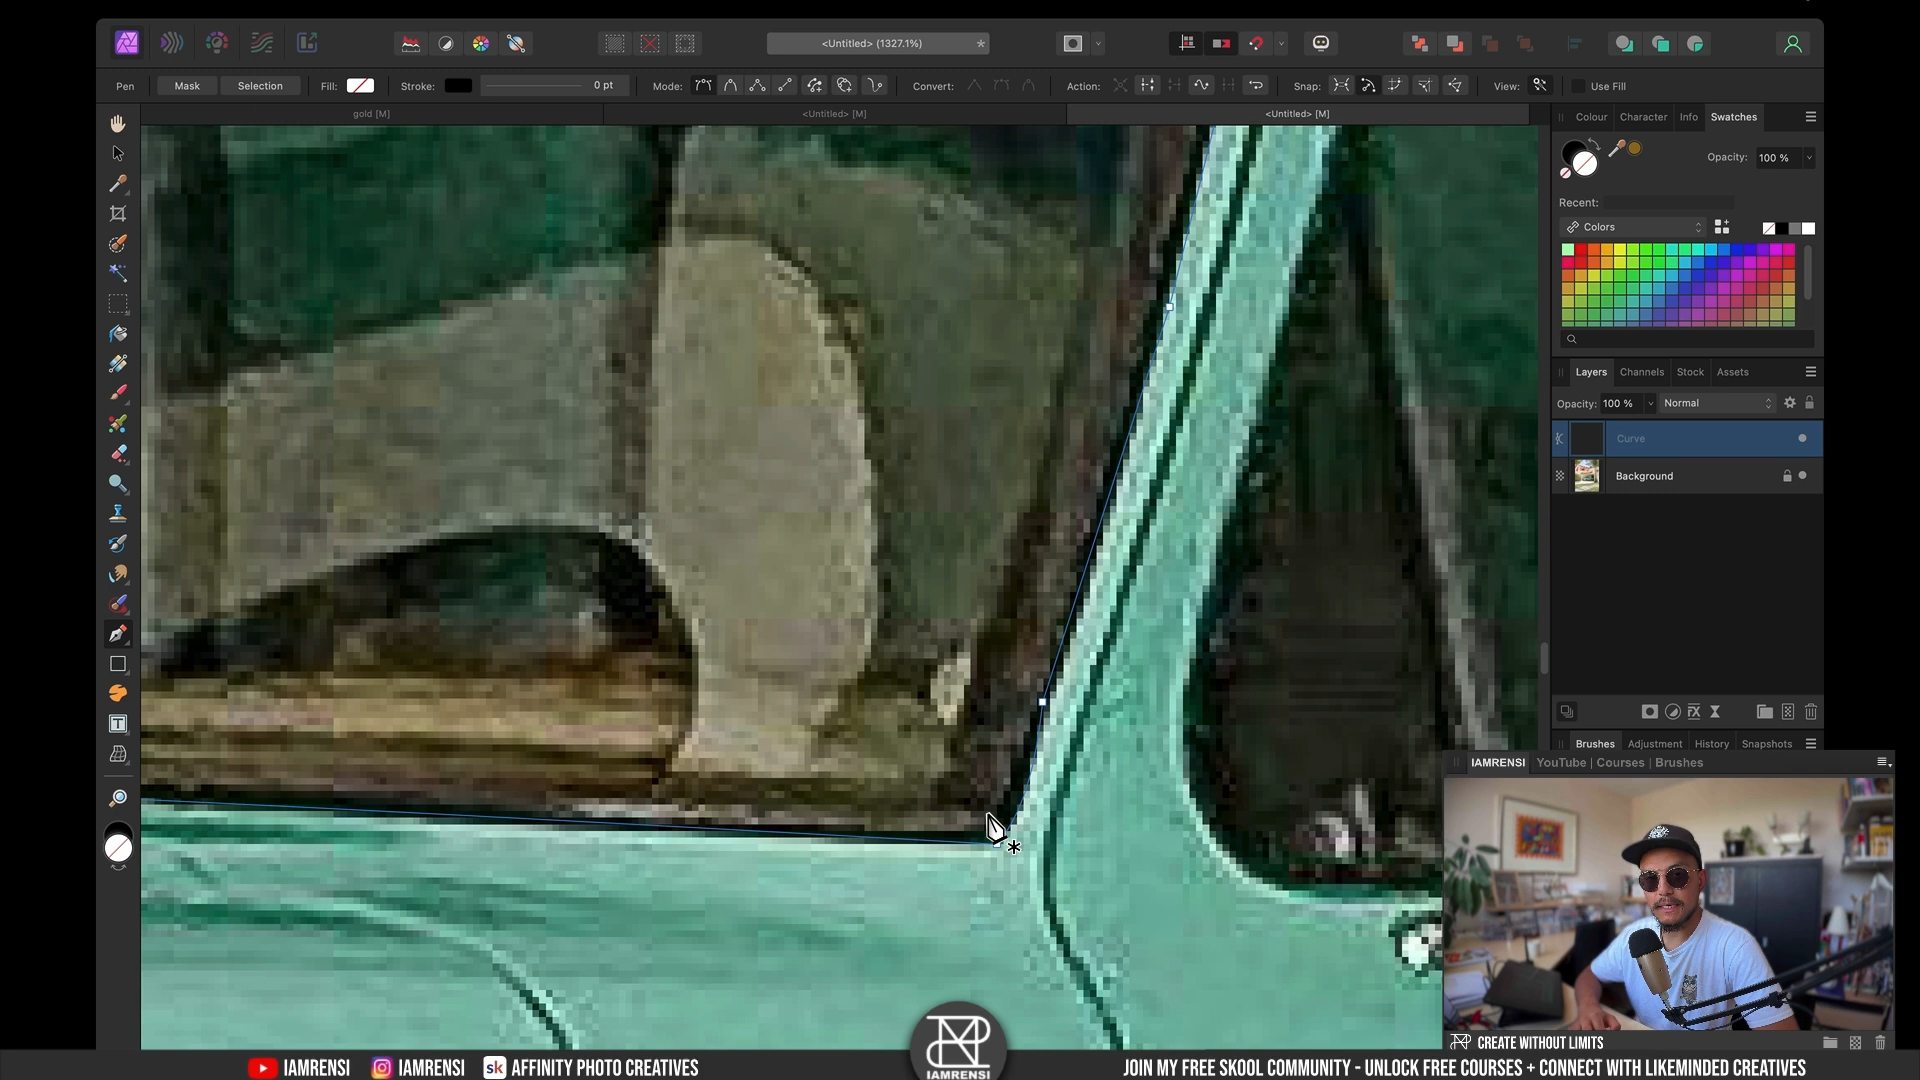 <Untitled> (1327.1%)
*
Pen
Mask
Selection
Fill:
Stroke:
0 pt
Mode:
Convert:
Action:
Snap:
View:
Use Fill
gold [M]
<Untitled> [M]
<Untitled> [M]
Colour
Character
Info
Swatches
Opacity:
100 %
Recent:
Colors
Layers
Channels
Stock
Assets
Opacity:
100 %
Normal
Curve
Background
Brushes
Adjustment
History
Snapshots
IAMRENSI
YouTube | Courses | Brushes
CREATE WITHOUT LIMITS
IAMRENSI
IAMRENSI
sk
AFFINITY PHOTO CREATIVES
IAMRENSI
JOIN MY FREE SKOOL COMMUNITY - UNLOCK FREE COURSES + CONNECT WITH LIKEMINDED CREATIVES